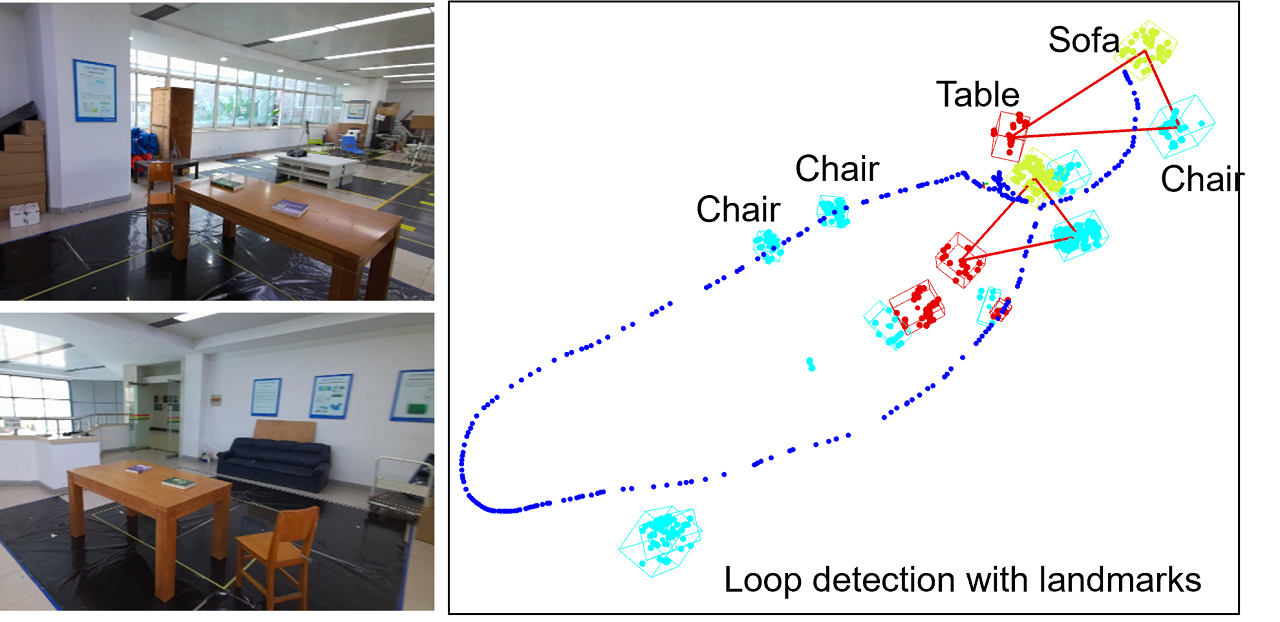 Sofa
Table
Chair
Chair
Chair
Loop detection with landmarks